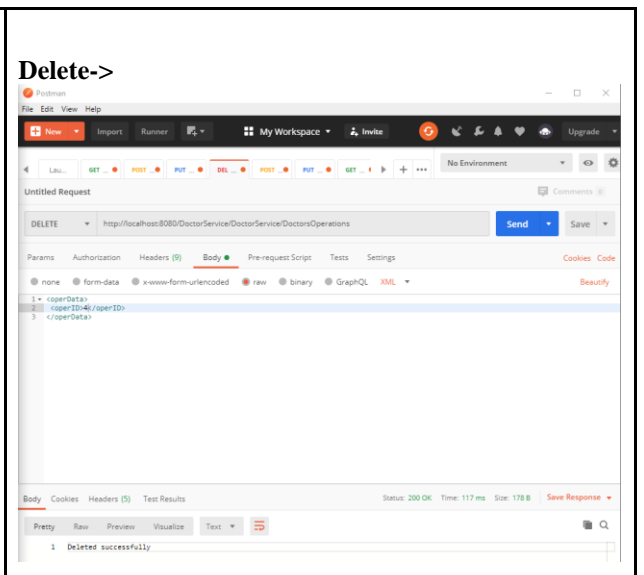 Delete->
Postman
File Edit View Help
New Import Runner My Workspace Invite Upgrade
Lau... GET ... POST ... PUT ... DEL ... POST ... PUT ... GET ... No Environment
Untitled Request Comments 0
DELETE http://localhost:8080/DoctorService/DoctorService/DoctorsOperations Send Save
Params Authorization Headers (9) Body Pre-request Script Tests Settings Cookies Code
none form-data x-www-form-urlencoded raw binary GraphQL XML Beautify
1 <operData>
2 <operID>4</operID>
3 </operData>
Body Cookies Headers (5) Test Results Status: 200 OK Time: 117 ms Size: 178 B Save Response
Pretty Raw Preview Visualize Text
1 Deleted successfully